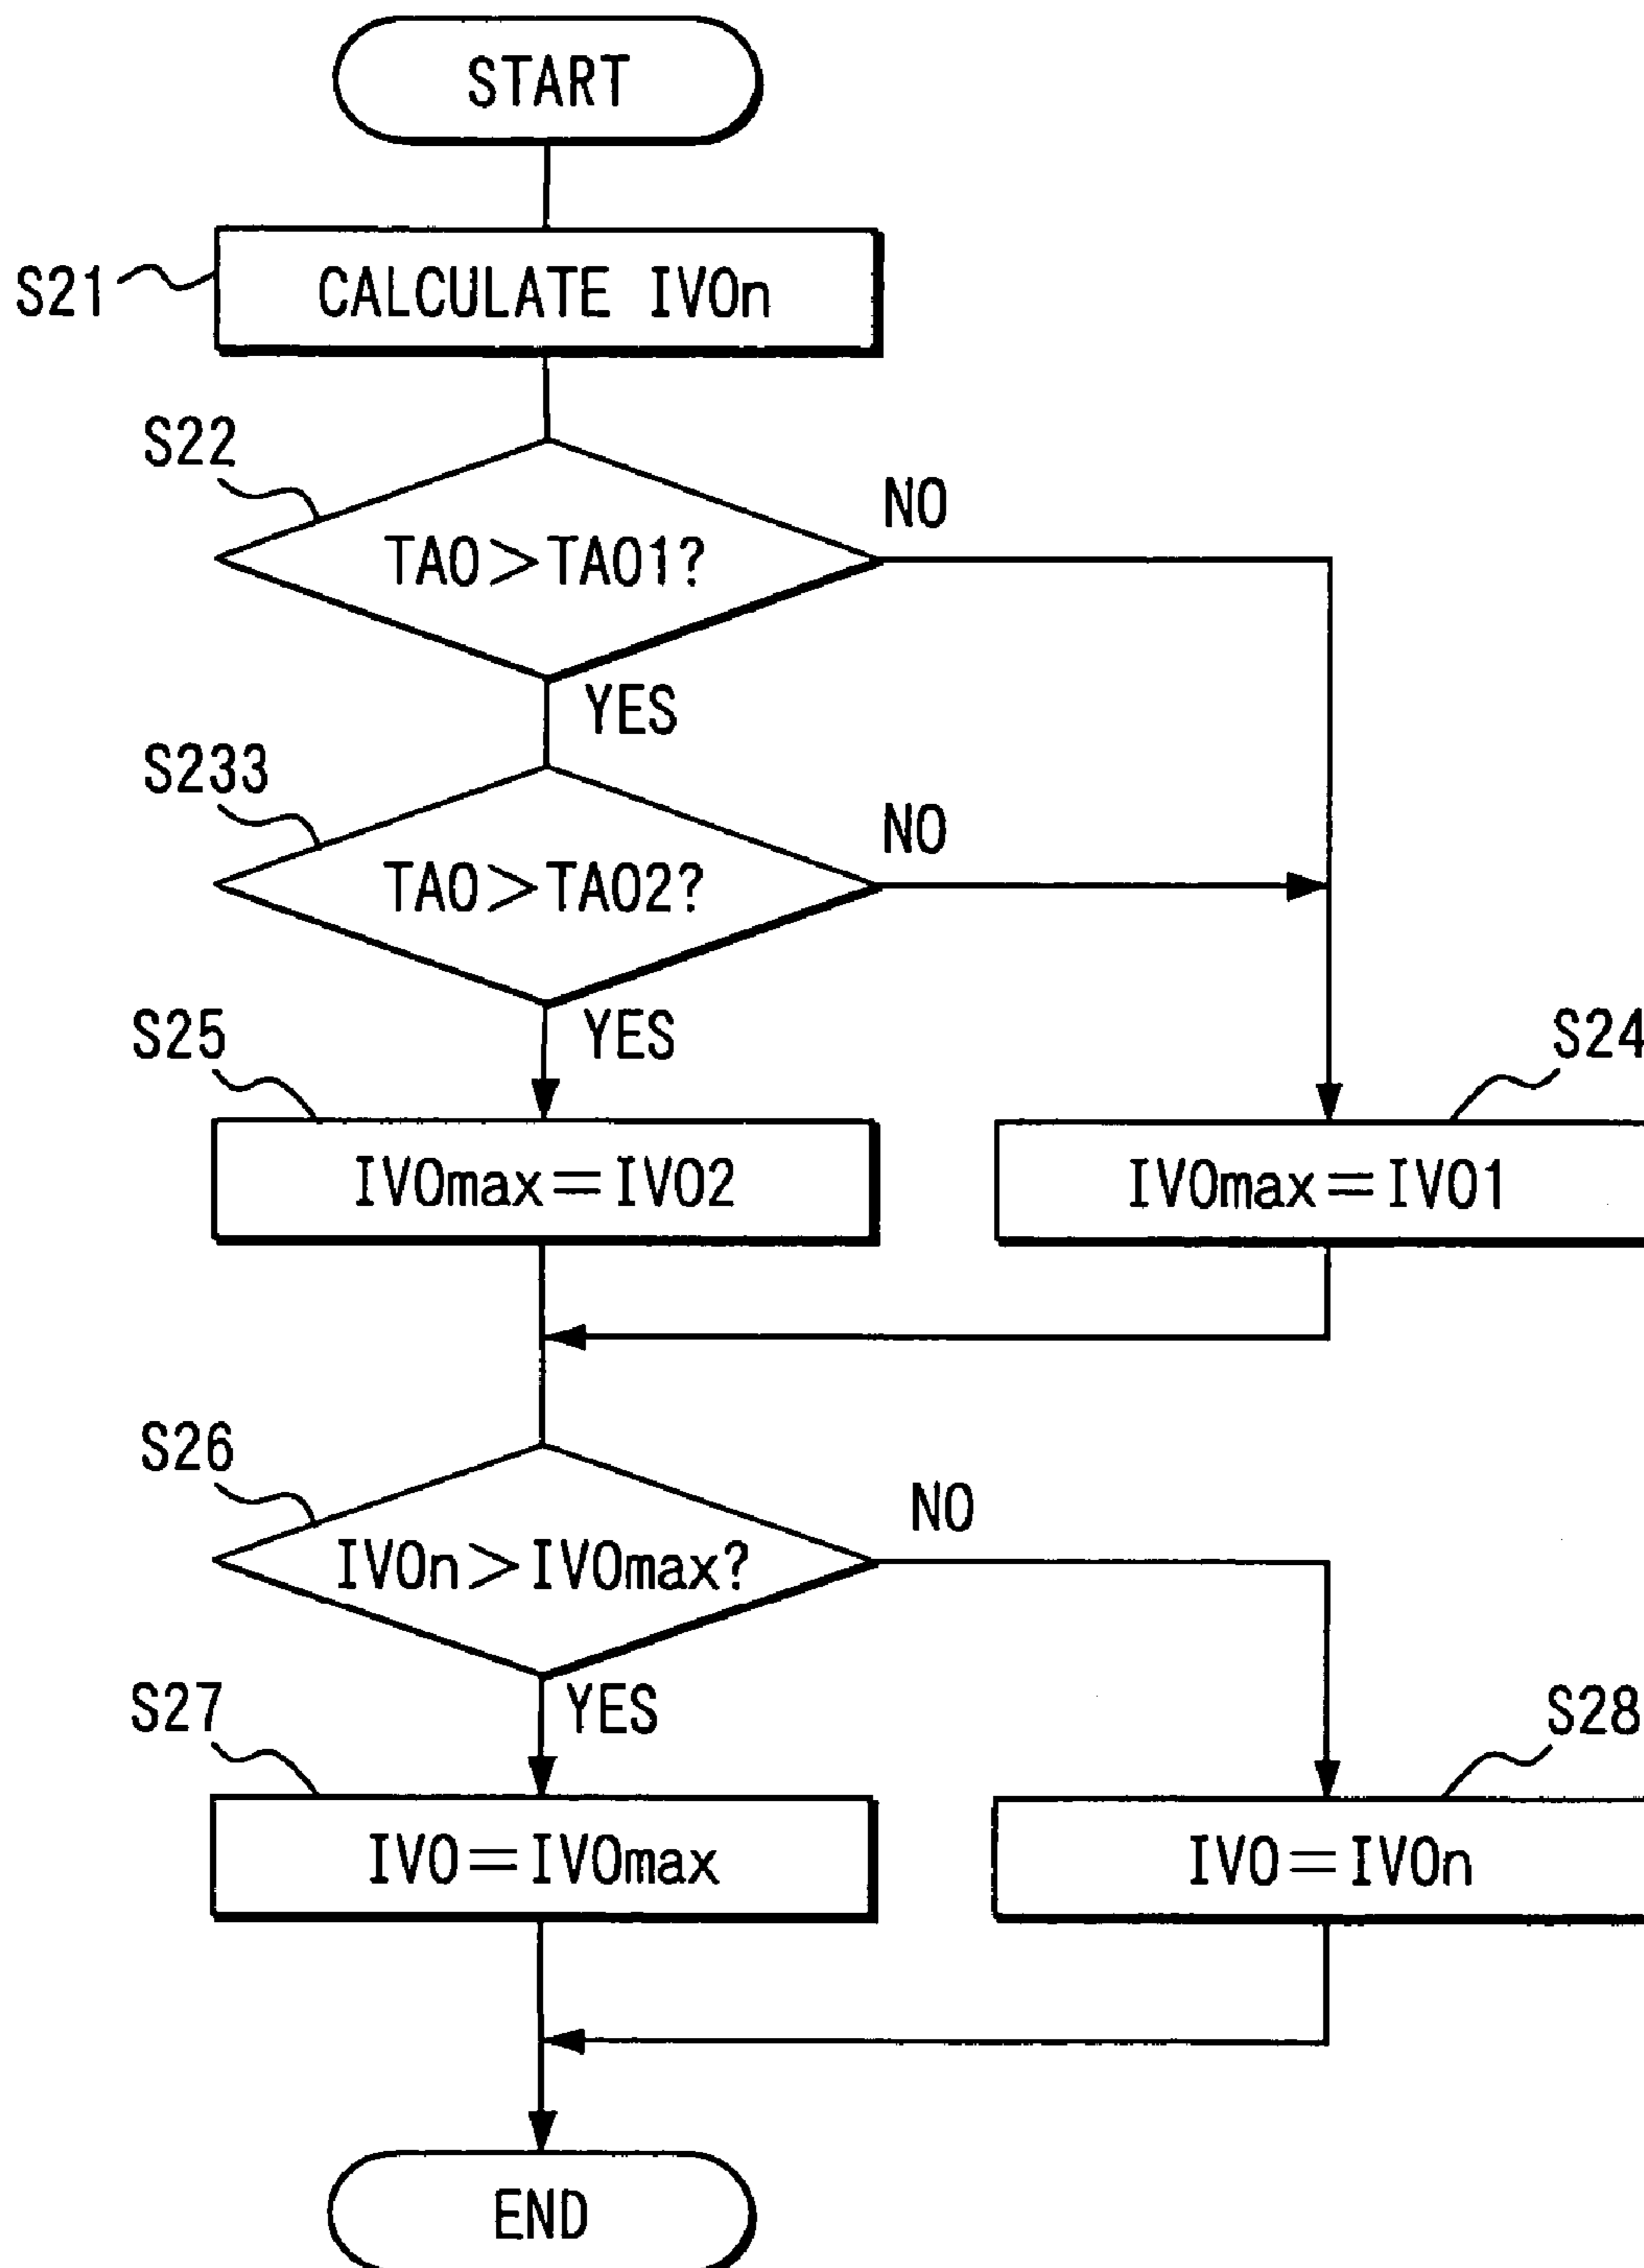 START
S21
CALCULATE IVOn
S22
TAO>TAO1?
NO
YES
S233
TAO>TAO2?
NO
YES
S25
S24
IVOmax=IVO2
IVOmax=IVO1
S26
IVOn>IVOmax?
NO
YES
S27
S28
IVO=IVOmax
IVO=IVOn
END